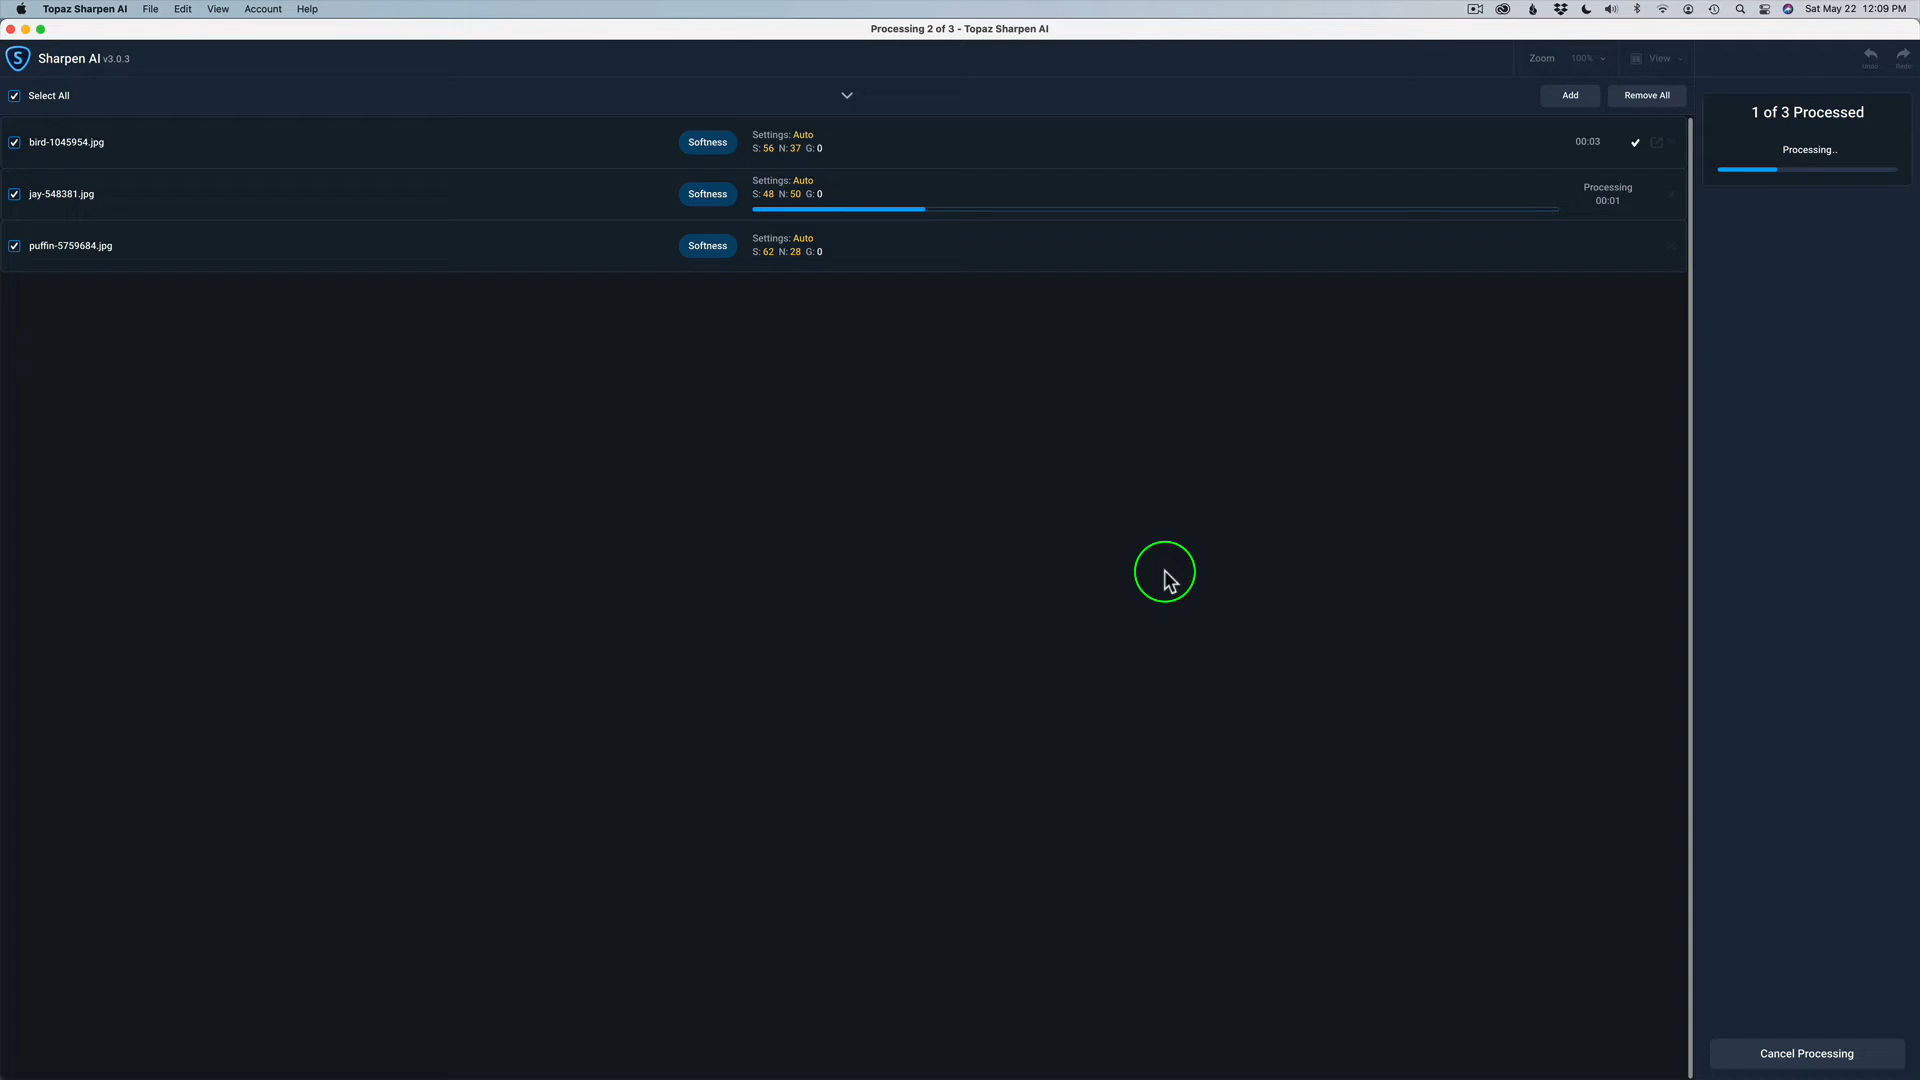 Topaz Sharpen AI File Edit View Account Help Sat May 22 12:09 PM
Processing 2 of 3 - Topaz Sharpen AI
Sharpen AI v3.0.3 Zoom 100% View Undo Redo
Select All Add Remove All
1 of 3 Processed
Processing..
bird-1045954.jpg Softness Settings: Auto 00:03
S: 56 N: 37 G: 0
jay-548381.jpg Softness Settings: Auto Processing
S: 48 N: 50 G: 0 00:01
puffin-5759684.jpg Softness Settings: Auto
S: 62 N: 28 G: 0
Cancel Processing